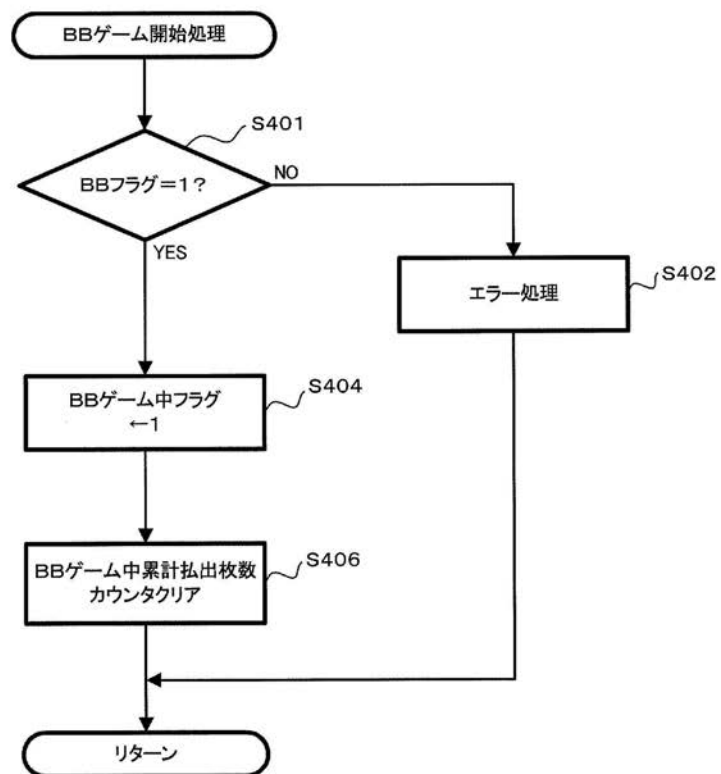 BBゲーム開始処理
S401
BBフラグ=1?
NO
YES
エラー処理
S402
BBゲーム中フラグ
←1
S404
BBゲーム中累計払出枚数
カウンタクリア
S406
リターン